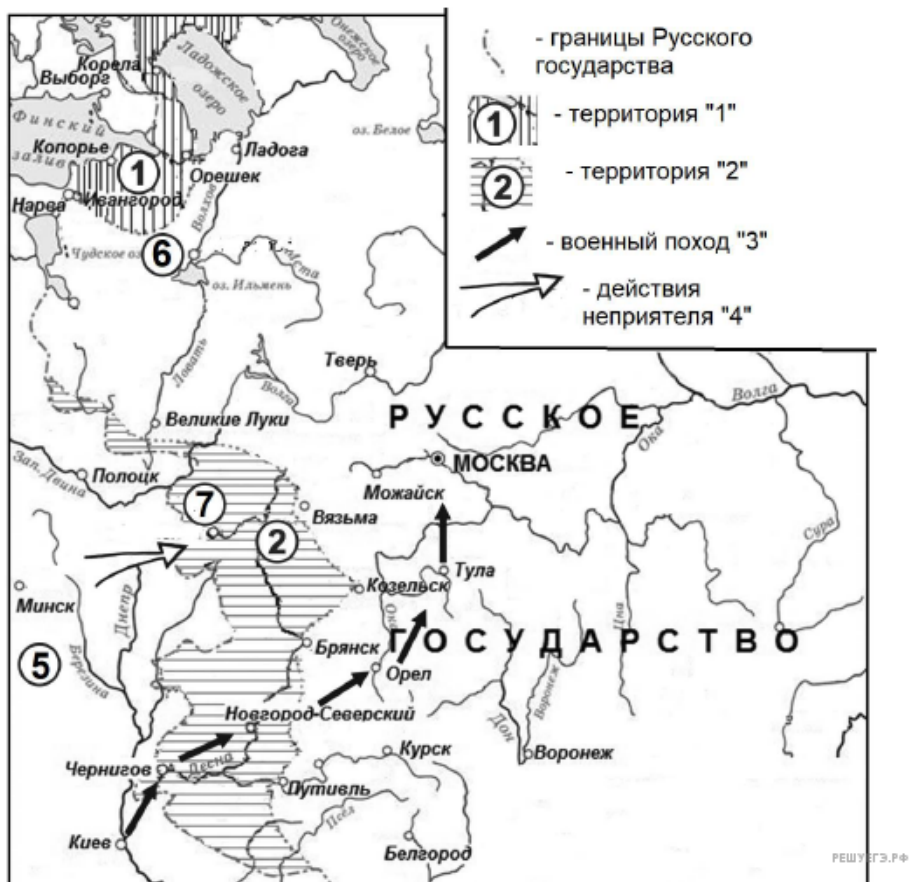 - границы Русского
государства
1
- территория "1"
2
- территория "2"
- военный поход "3"
- действия
неприятеля "4"
Онежское
озеро
Ладожское
озеро
Корела
Выборг
Финский
залив
оз. Белое
Копорье
1
Ладога
Орешек
Нарва
Ивангород
Волхов
Чудское оз
6
Мста
оз. Ильмень
Ловать
Тверь
Волга
Волга
Великие Луки
РУССКОЕ
Ока
МОСКВА
Зап. Двина
Полоцк
Можайск
7
Вязьма
2
Сура
Тула
Козельск
Минск
Днепр
Ока
Цна
ГОСУДАРСТВО
5
Березина
Брянск
Орел
Новгород-Северский
Дон
Воронеж
Курск
Воронеж
Чернигов
Десна
Путивль
Псёл
Киев
Белгород
РЕШУЕГЭ.РФ